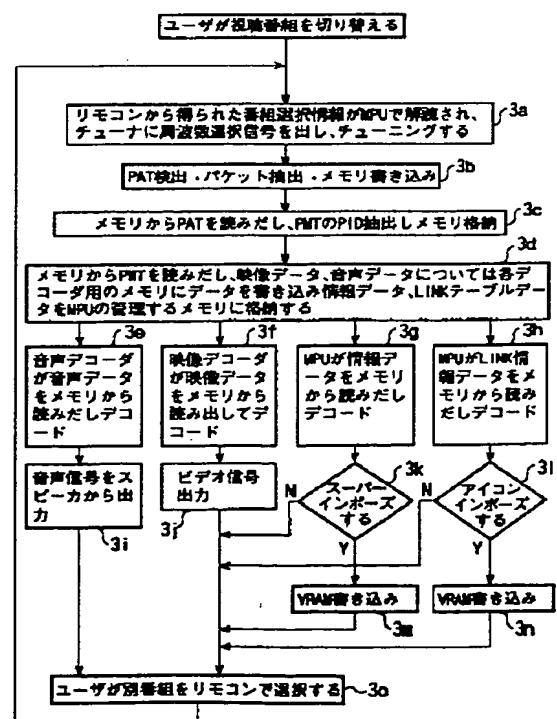 ユーザが視聴番組を切り替える
リモコンから得られた番組選択情報がMPUで解読され、
チューナに周波数選択信号を出し、チューニングする
3a
PAT検出・パケット抽出・メモリ書き込み
3b
メモリからPATを読みだし、PMTのPID抽出しメモリ格納
3c
3d
メモリからPMTを読みだし、映像データ、音声データについては各デ
コーダ用のメモリにデータを書き込み情報データ、LINKテーブルデー
タをMPUの管理するメモリに格納する
3e
音声デコーダ
が音声データ
をメモリから
読みだしデコ
ード
3f
映像デコーダ
が映像データ
をメモリから
読み出してデ
コード
3g
MPUが情報デ
ータをメモリ
から読みだし
デコード
3h
MPUがLINK情
報データをメ
モリから読み
だしデコード
音声信号をス
ピーカから出
力
3i
ビデオ信号
出力
3j
N
スーパー
インポーズ
する
3k
Y
N
アイコン
インポーズ
する
3l
Y
VRAM書き込み
3m
VRAM書き込み
3n
ユーザが別番組をリモコンで選択する
3o